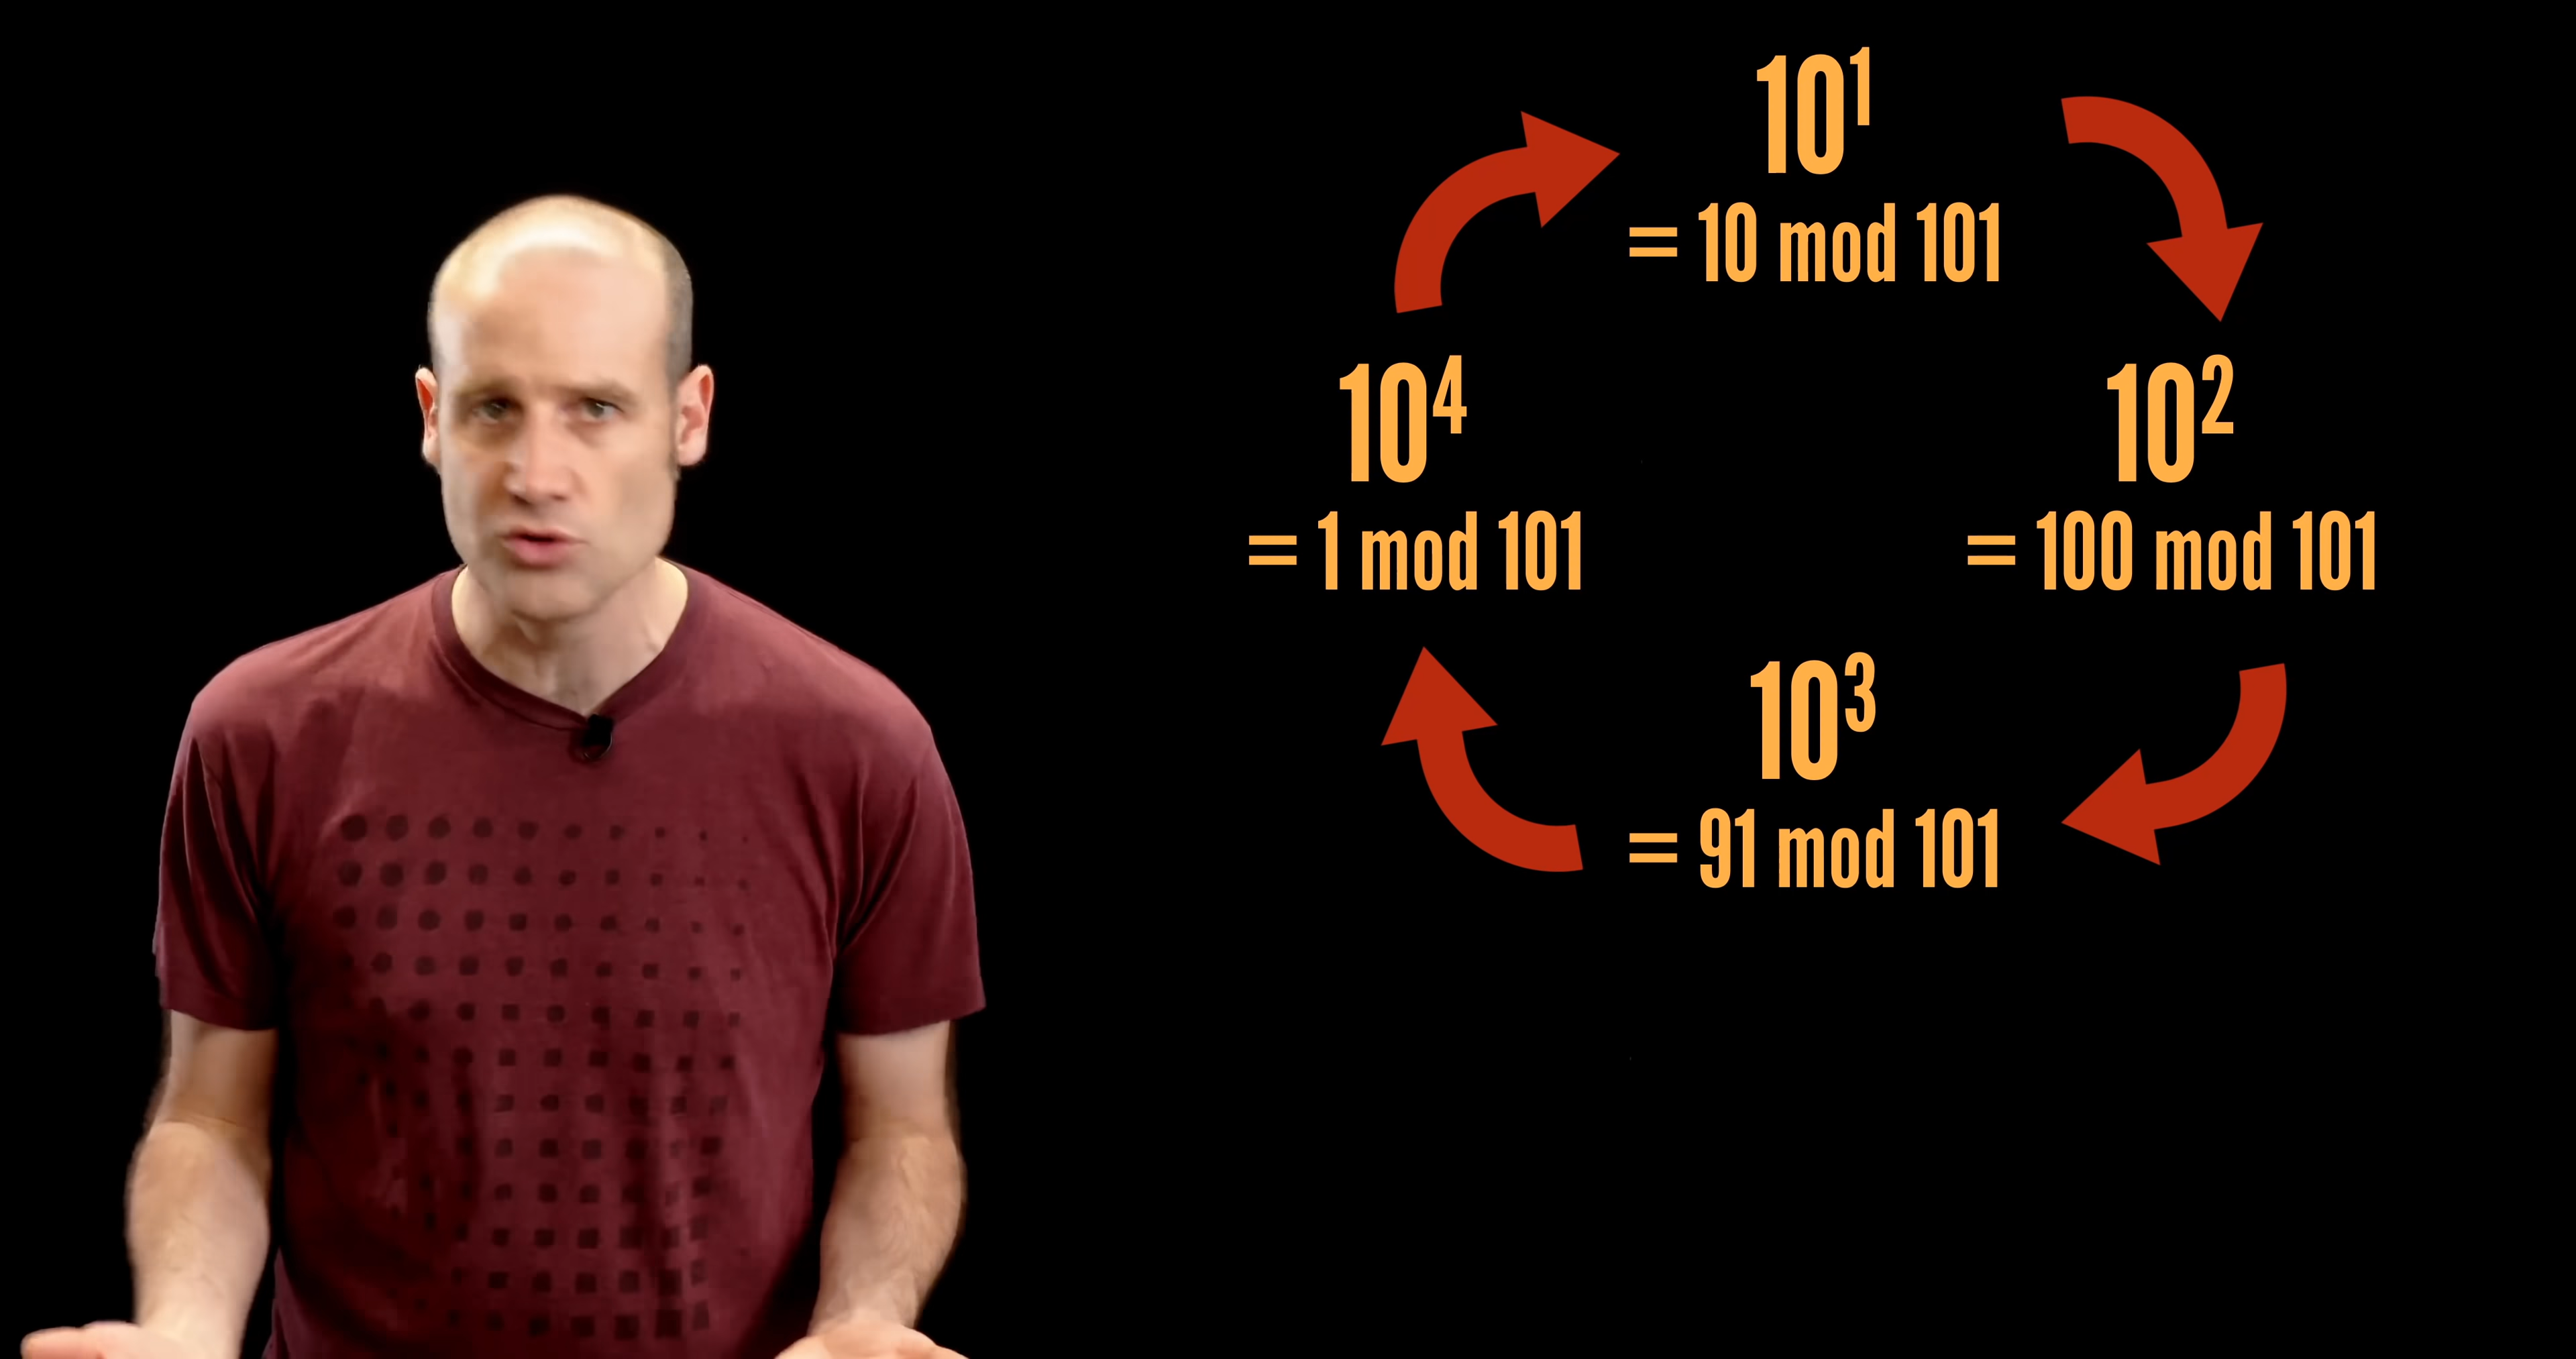 10¹
= 10 mod 101
10⁴
= 1 mod 101
10²
= 100 mod 101
10³
= 91 mod 101